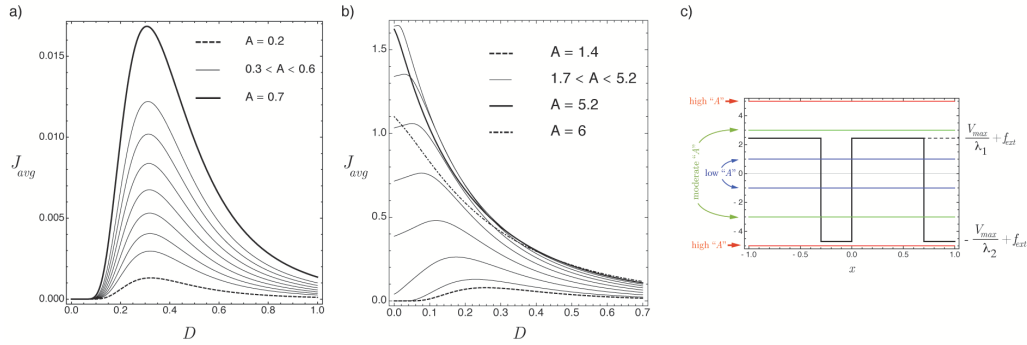 a)
0.015
0.010
0.005
0.000
J avg
0.0
0.2
0.4
0.6
0.8
1.0
D
A = 0.2
0.3 < A < 0.6
A = 0.7
b)
1.5
1.0
0.5
0.0
J avg
0.0
0.1
0.2
0.3
0.4
0.5
0.6
0.7
D
A = 1.4
1.7 < A < 5.2
A = 5.2
A = 6
c)
high "A"
moderate "A"
low "A"
high "A"
4
2
0
- 2
- 4
- 1.0
- 0.5
0.0
0.5
1.0
x
V_max / λ_1 + f_ext
- V_max / λ_2 + f_ext